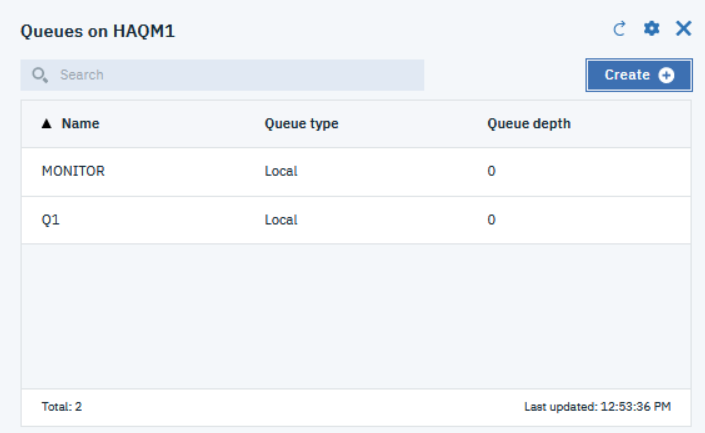 Queues on HAQM1
Search
Create
Name Queue type Queue depth
MONITOR Local 0
Q1 Local 0
Total: 2 Last updated: 12:53:36 PM